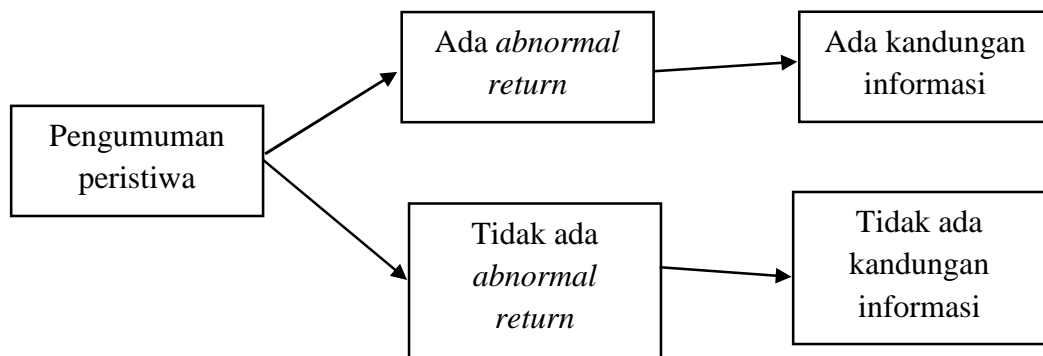 Pengumuman
peristiwa
Ada abnormal
return
Ada kandungan
informasi
Tidak ada
abnormal
return
Tidak ada
kandungan
informasi